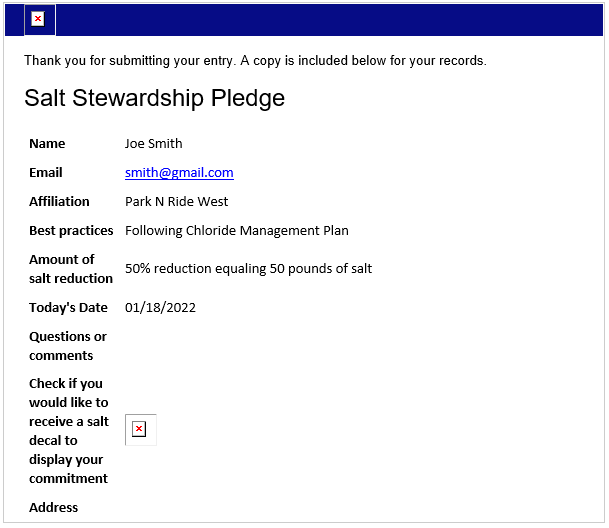 Thank you for submitting your entry. A copy is included below for your records.
Salt Stewardship Pledge
Name Joe Smith
Email smith@gmail.com
Affiliation Park N Ride West
Best practices Following Chloride Management Plan
Amount of
salt reduction 50% reduction equaling 50 pounds of salt
Today's Date 01/18/2022
Questions or
comments
Check if you
would like to
receive a salt
decal to
display your
commitment
Address